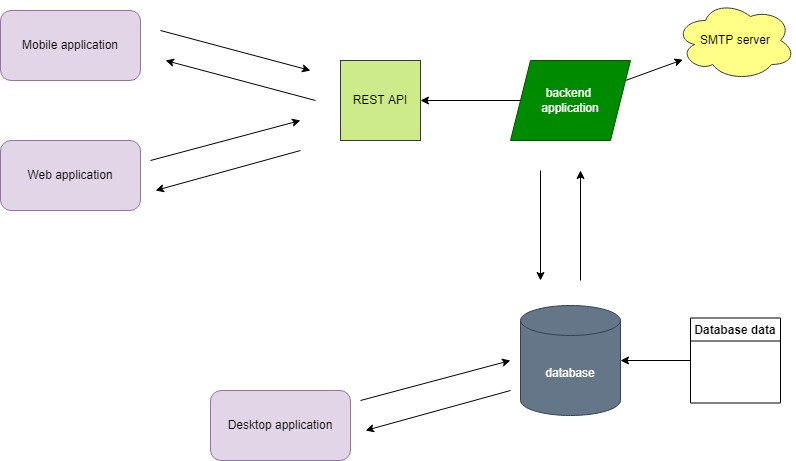 Mobile application
SMTP server
REST API
backend
application
Web application
Database data
database
Desktop application